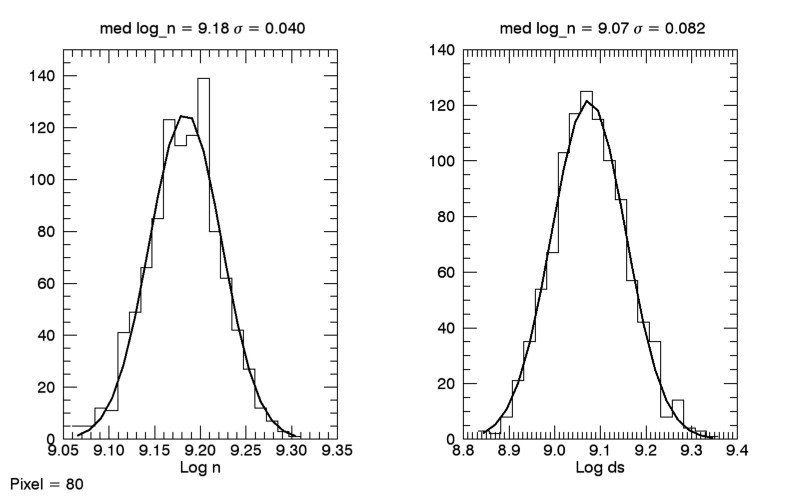 med log_n = 9.18 σ = 0.040
140
120
100
80
60
40
20
0
9.05 9.10 9.15 9.20 9.25 9.30 9.35
Log n
med log_n = 9.07 σ = 0.082
140
120
100
80
60
40
20
0
8.8 8.9 9.0 9.1 9.2 9.3 9.4
Log ds
Pixel = 80